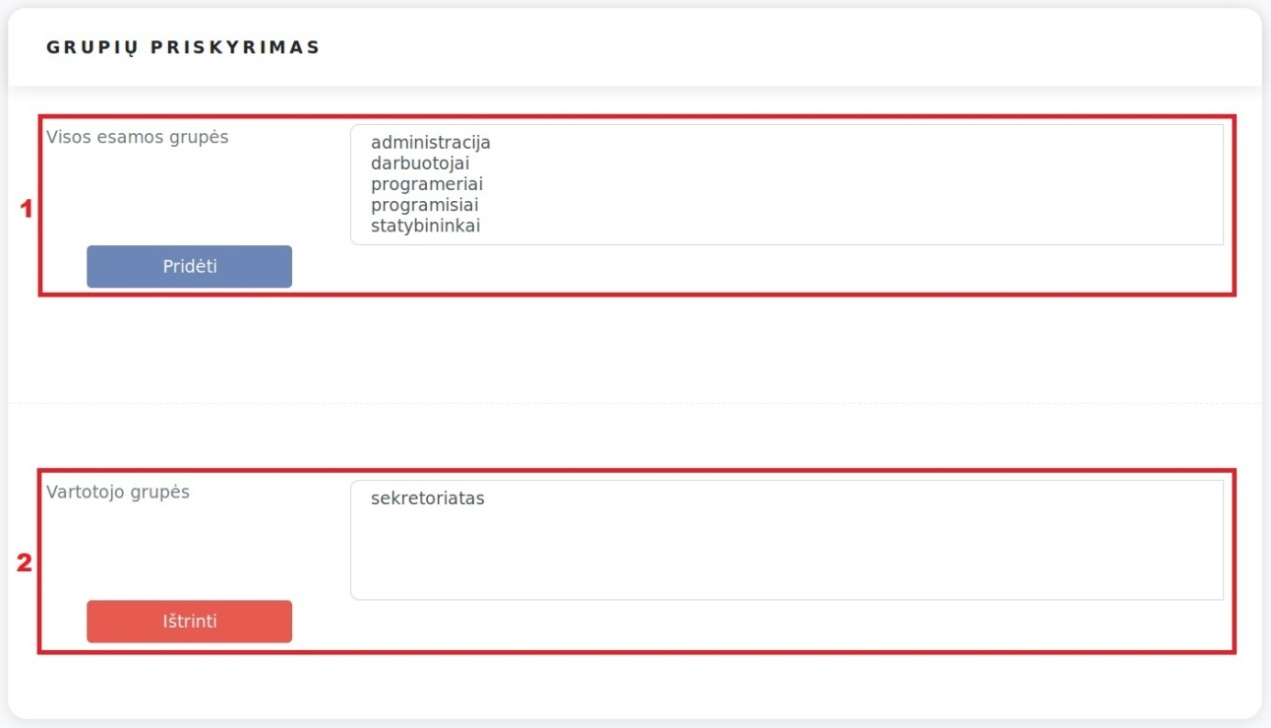 GRUPIŲ PRISKYRIMAS
Visos esamos grupės
administracija
darbuotojai
programeriai
programisiai
statybininkai
1
Pridėti
Vartotojo grupės
sekretoriatas
2
Ištrinti